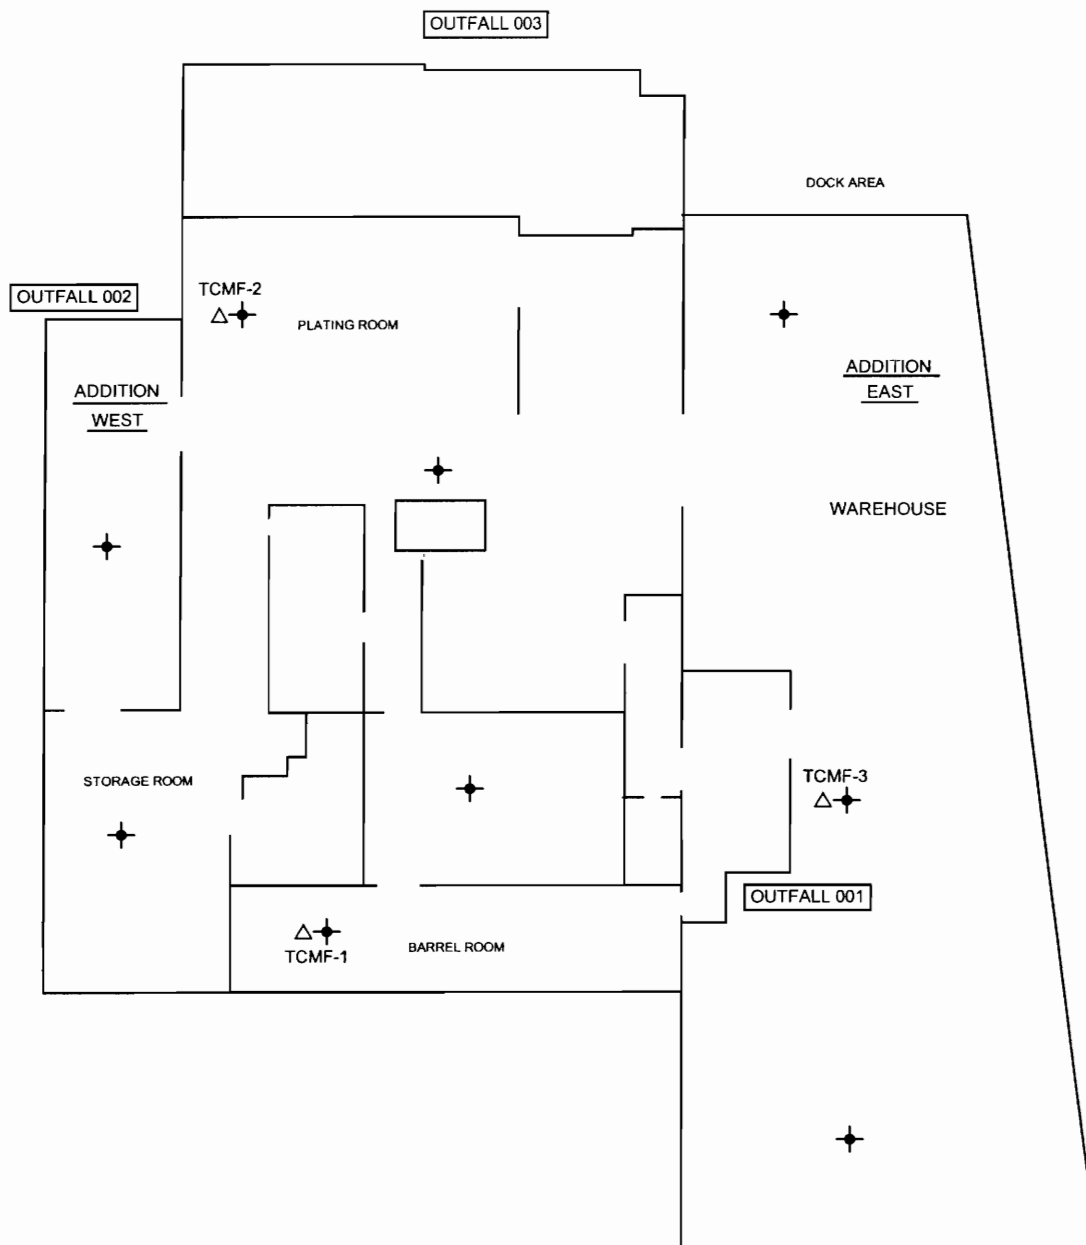 OUTFALL 003
DOCK AREA
OUTFALL 002
TCMF-2
PLATING ROOM
ADDITION
WEST
ADDITION
EAST
WAREHOUSE
STORAGE ROOM
TCMF-3
OUTFALL 001
TCMF-1
BARREL ROOM